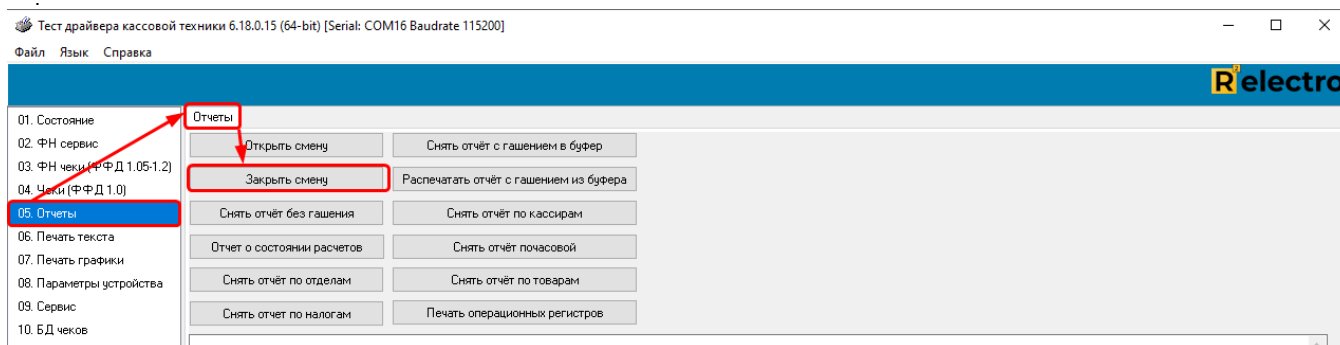 Тест драйвера кассовой техники 6.18.0.15 (64-bit) [Serial: COM16 Baudrate 115200]
Файл Язык Справка
R electro
01. Состояние
02. ФН сервис
03. ФН чеки (ФФД 1.05-1.2)
04. Чеки (ФФД 1.0)
05. Отчеты
06. Печать текста
07. Печать графики
08. Параметры устройства
09. Сервис
10. БД чеков
Отчеты
Открыть смену Снять отчёт с гашением в буфер
Закрыть смену Распечатать отчёт с гашением из буфера
Снять отчёт без гашения Снять отчёт по кассирам
Отчет о состоянии расчетов Снять отчёт почасовой
Снять отчёт по отделам Снять отчёт по товарам
Снять отчет по налогам Печать операционных регистров